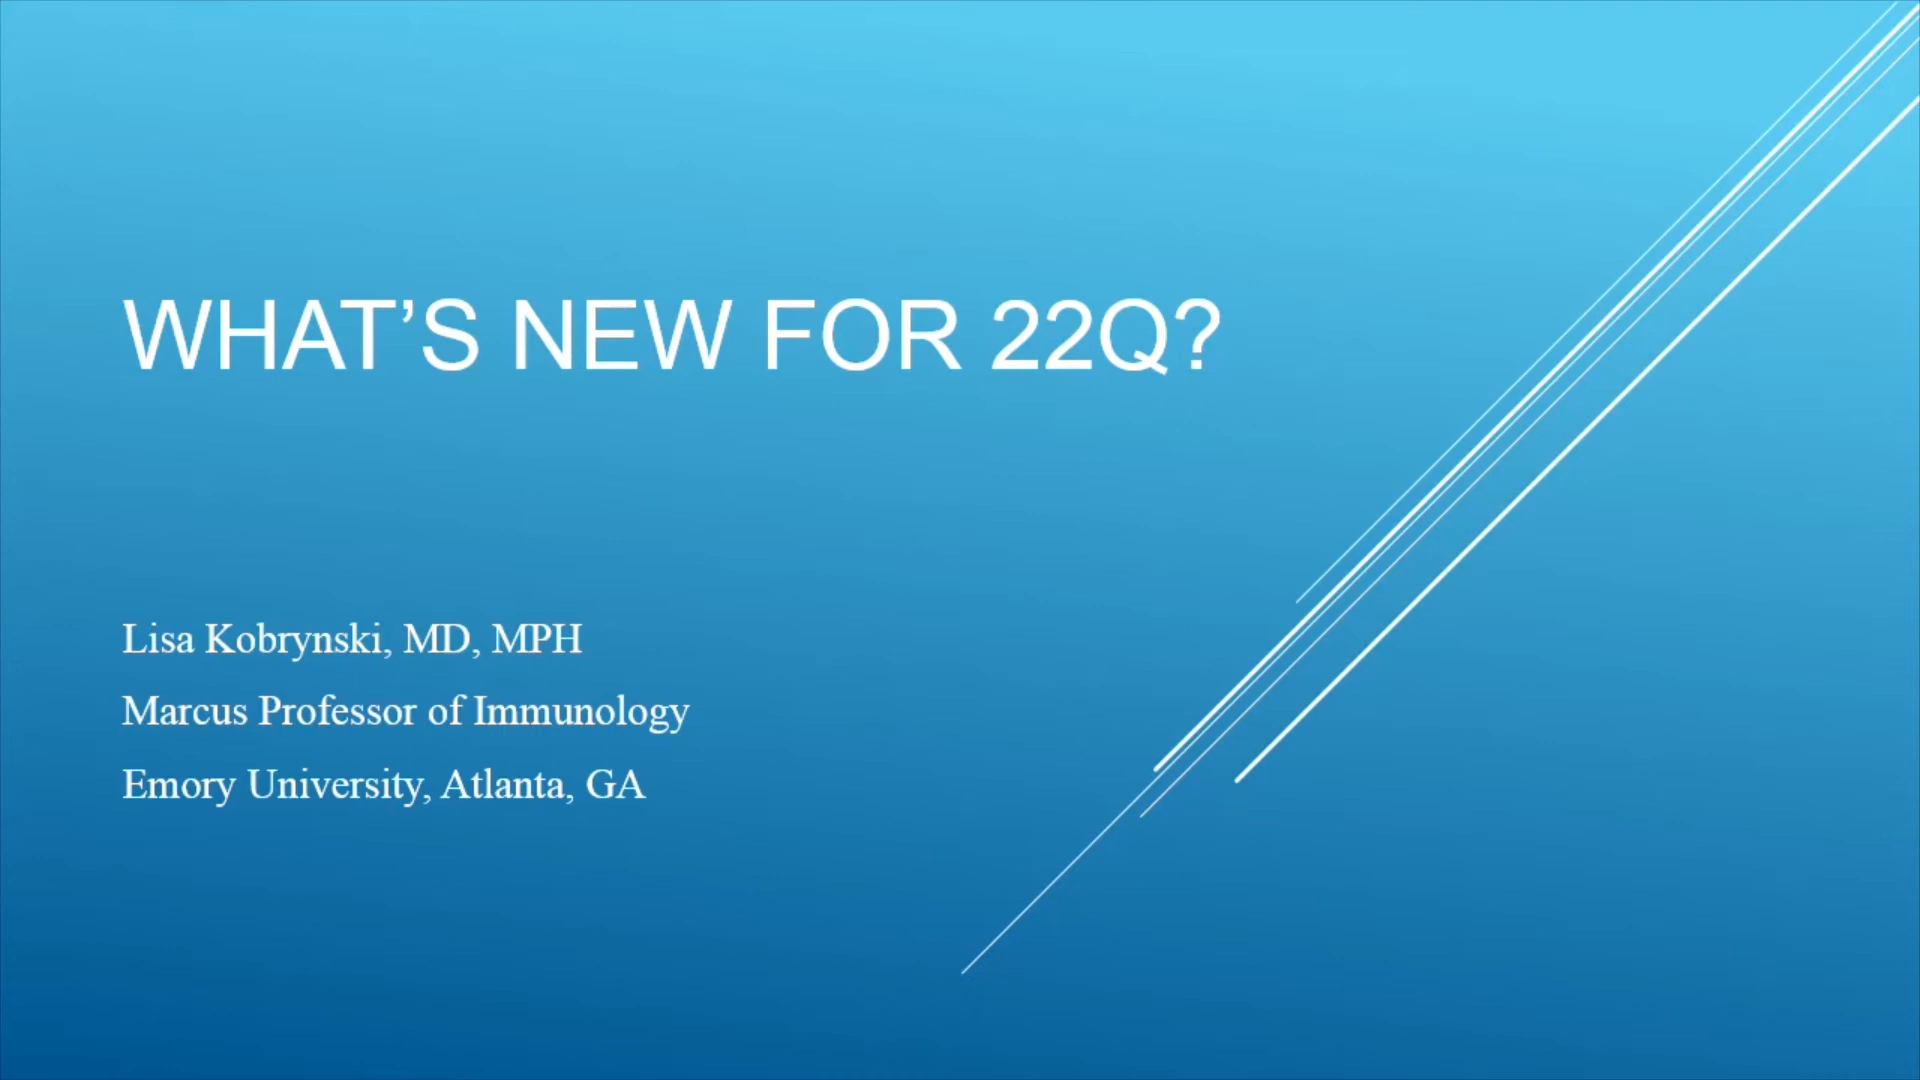 WHAT’S NEW FOR 22Q?
Lisa Kobrynski, MD, MPH
Marcus Professor of Immunology
Emory University, Atlanta, GA